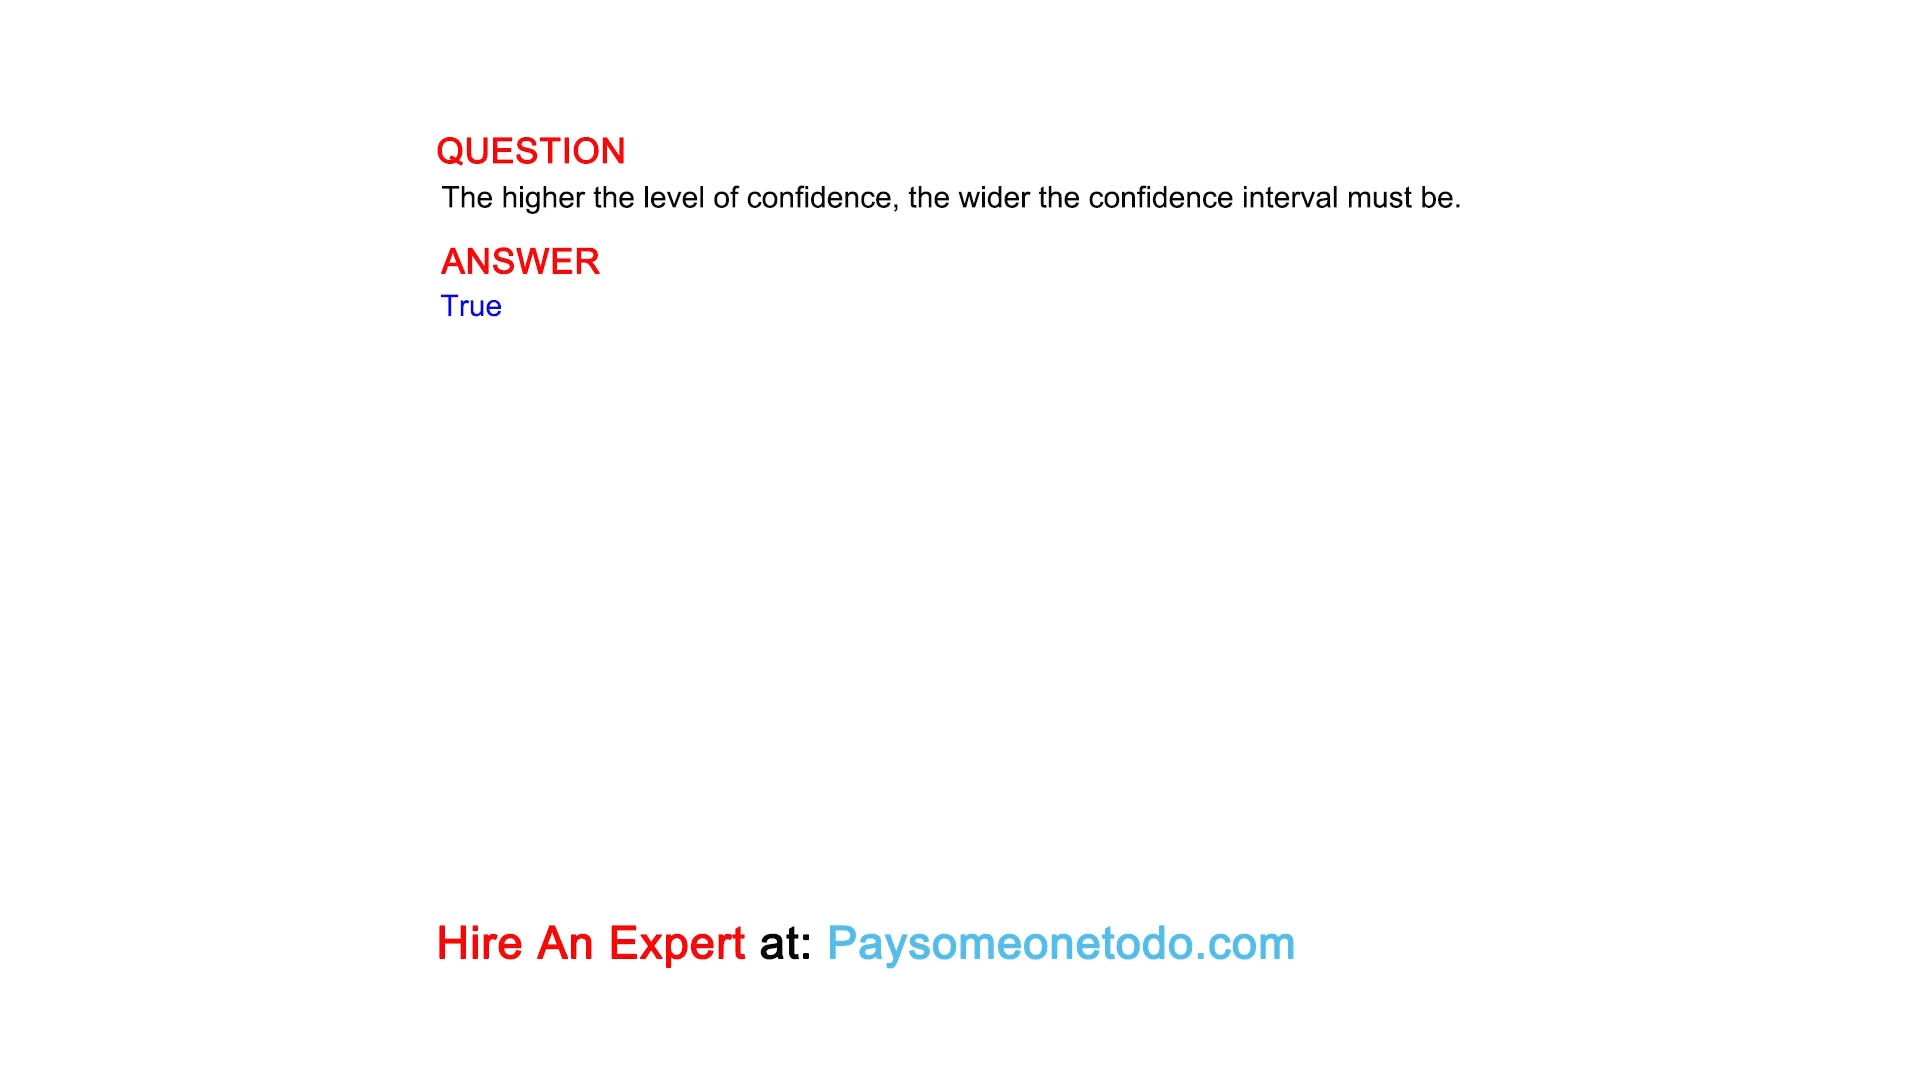 QUESTION
The higher the level of confidence, the wider the confidence interval must be.
ANSWER
True
Hire An Expert at: Paysomeonetodo.com